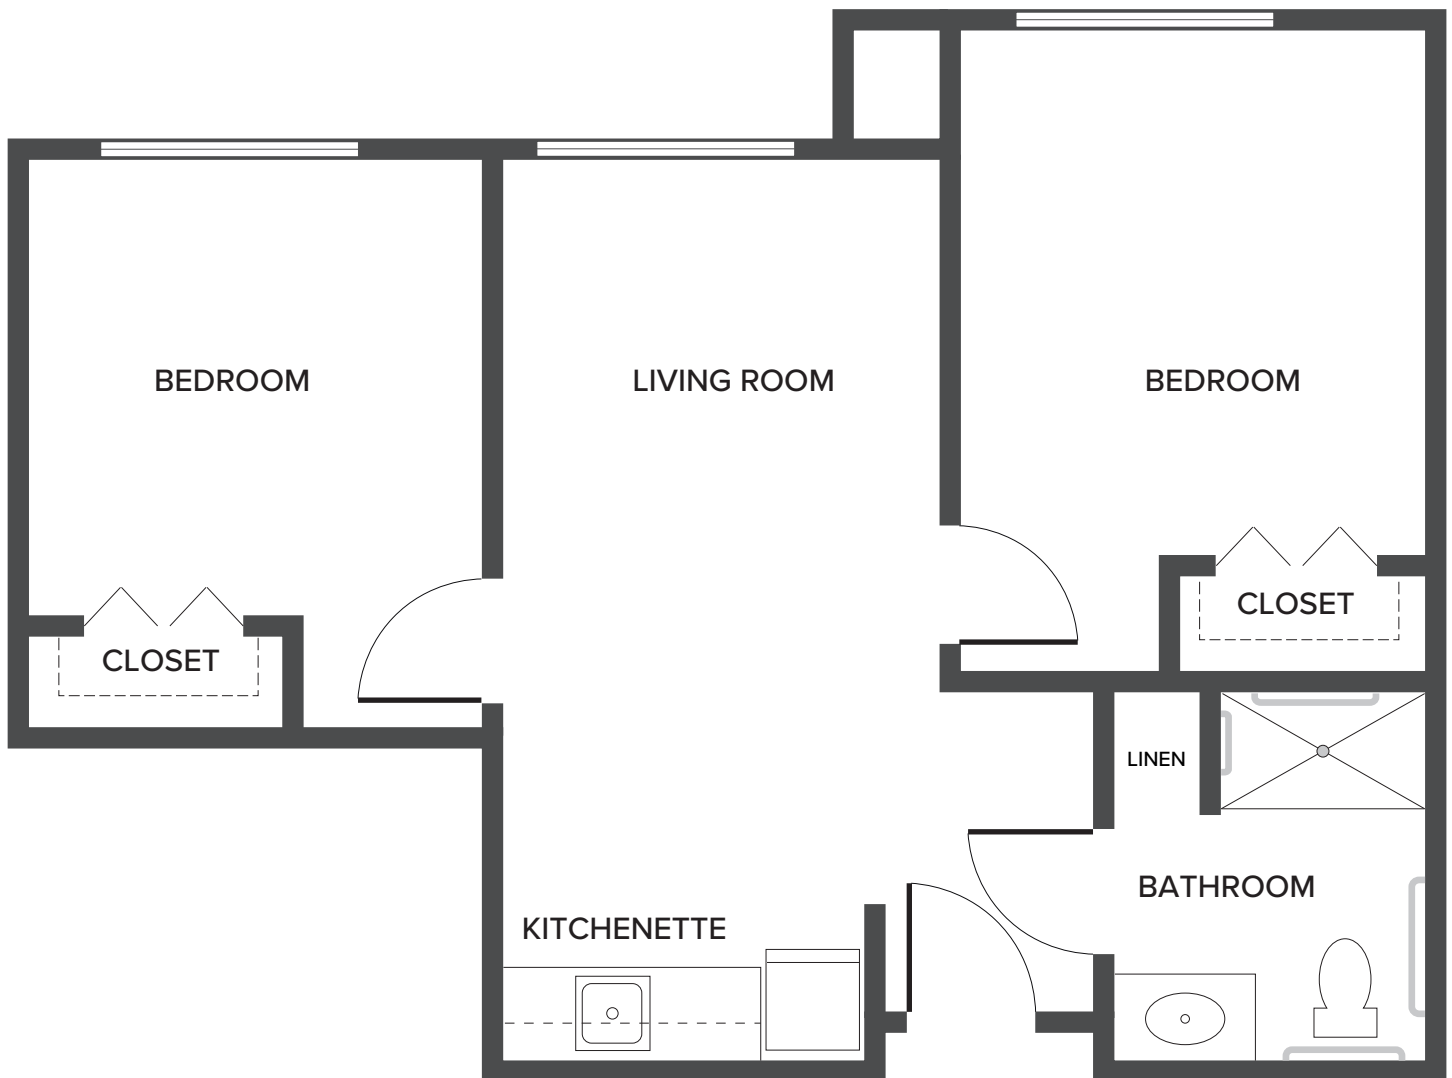 BEDROOM
LIVING ROOM
BEDROOM
CLOSET
CLOSET
LINEN
BATHROOM
KITCHENETTE